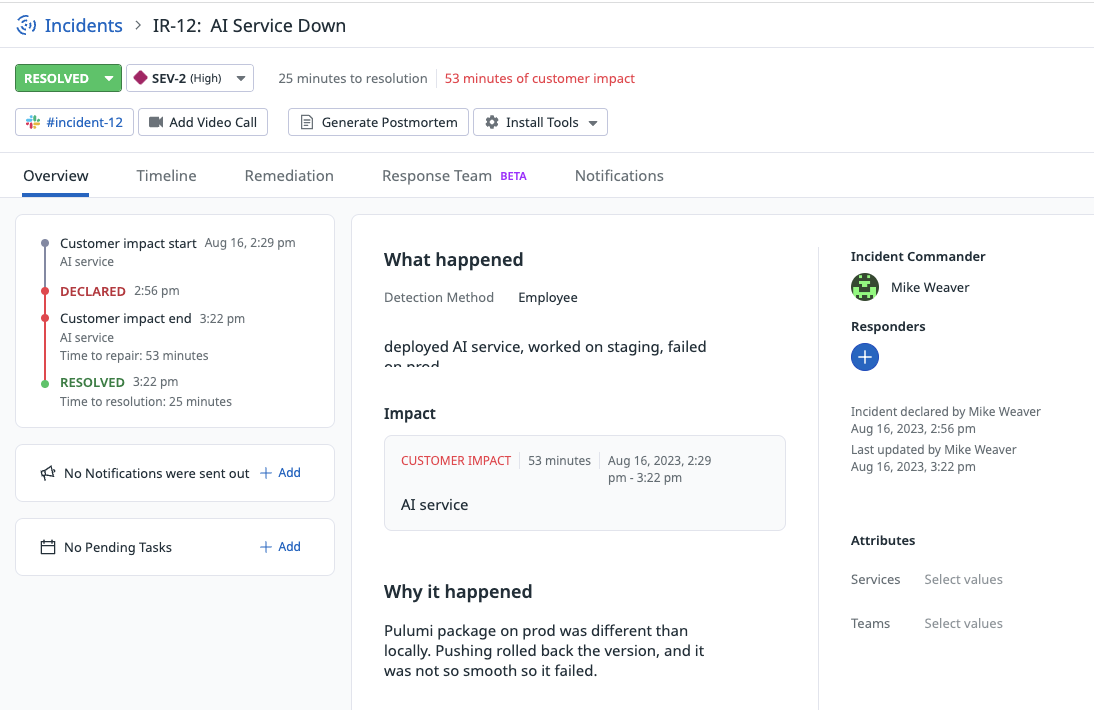 Incidents > IR-12: AI Service Down
RESOLVED SEV-2 (High) 25 minutes to resolution 53 minutes of customer impact
#incident-12 Add Video Call Generate Postmortem Install Tools
Overview Timeline Remediation Response Team BETA Notifications
Customer impact start Aug 16, 2:29 pm
AI service
DECLARED 2:56 pm
Customer impact end 3:22 pm
AI service
Time to repair: 53 minutes
RESOLVED 3:22 pm
Time to resolution: 25 minutes
No Notifications were sent out + Add
No Pending Tasks + Add
What happened
Detection Method Employee
deployed AI service, worked on staging, failed
on prod
Impact
CUSTOMER IMPACT 53 minutes Aug 16, 2023, 2:29
pm - 3:22 pm
AI service
Why it happened
Pulumi package on prod was different than
locally. Pushing rolled back the version, and it
was not so smooth so it failed.
Incident Commander
Mike Weaver
Responders
Incident declared by Mike Weaver
Aug 16, 2023, 2:56 pm
Last updated by Mike Weaver
Aug 16, 2023, 3:22 pm
Attributes
Services Select values
Teams Select values